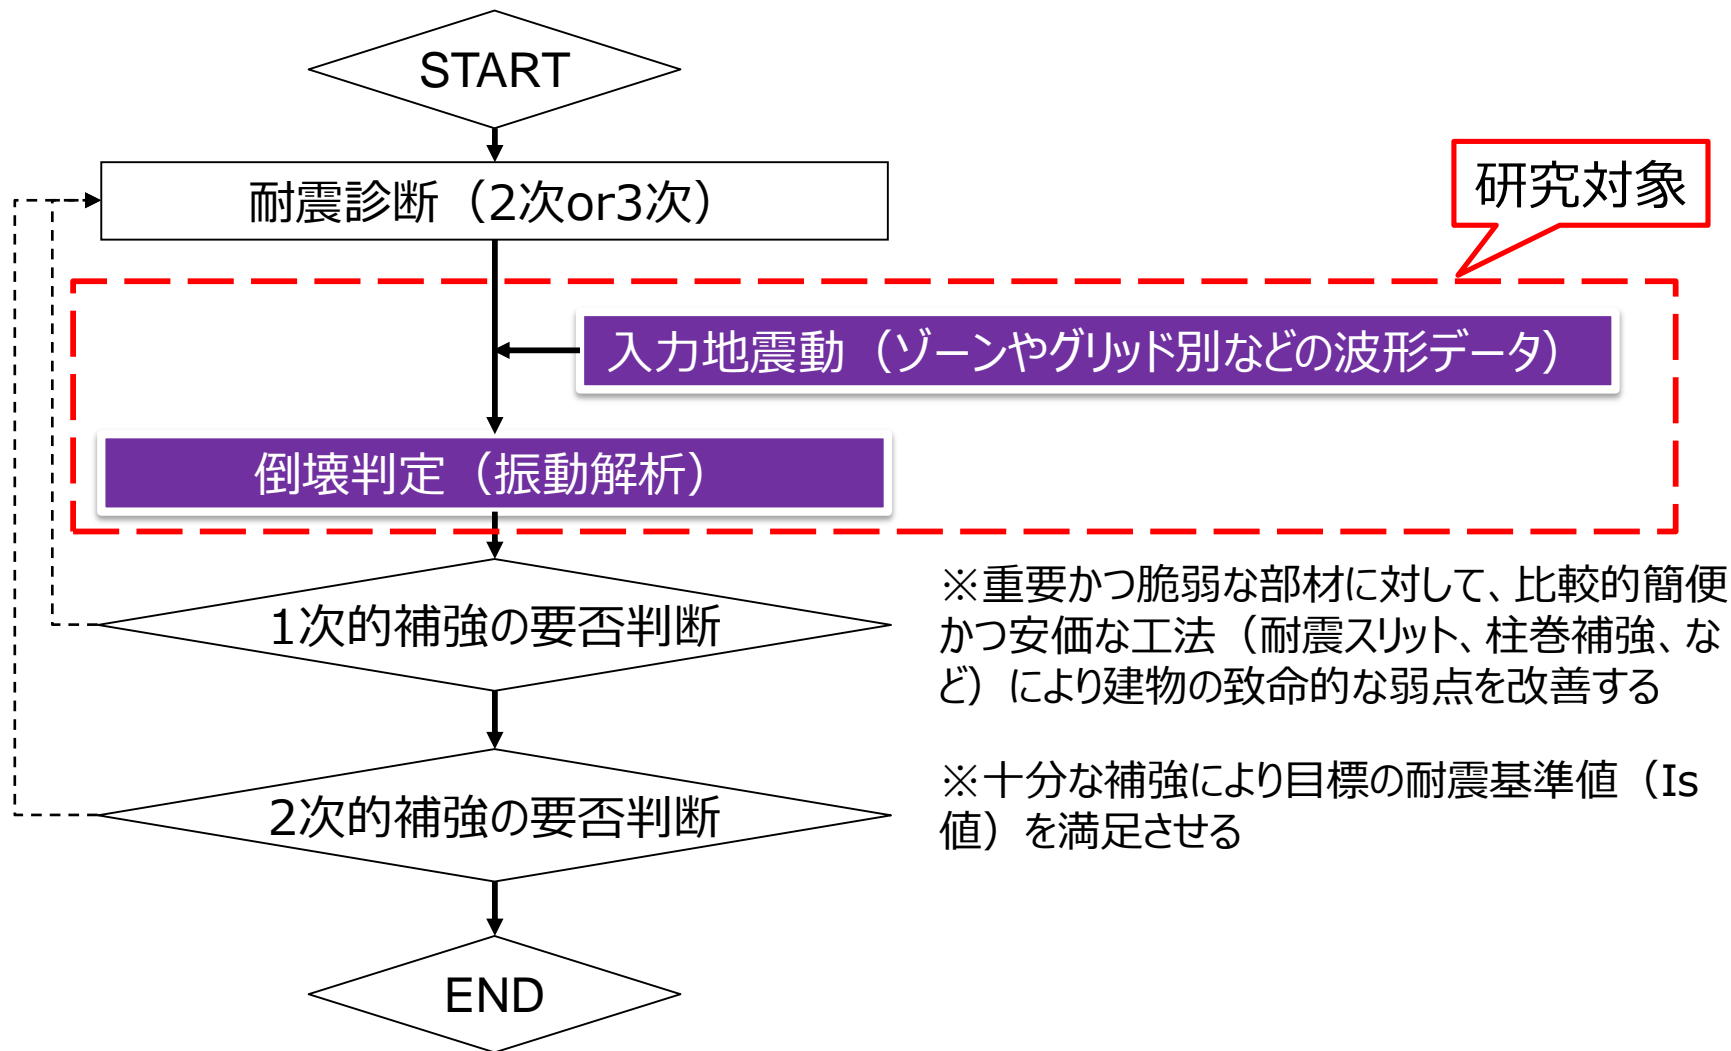 START
耐震診断（2次or3次）
研究対象
入力地震動（ゾーンやグリッド別などの波形データ）
倒壊判定（振動解析）
1次的補強の要否判断
※重要かつ脆弱な部材に対して、比較的簡便
かつ安価な工法（耐震スリット、柱巻補強、な
ど）により建物の致命的な弱点を改善する
2次的補強の要否判断
※十分な補強により目標の耐震基準値（Is
値）を満足させる
END